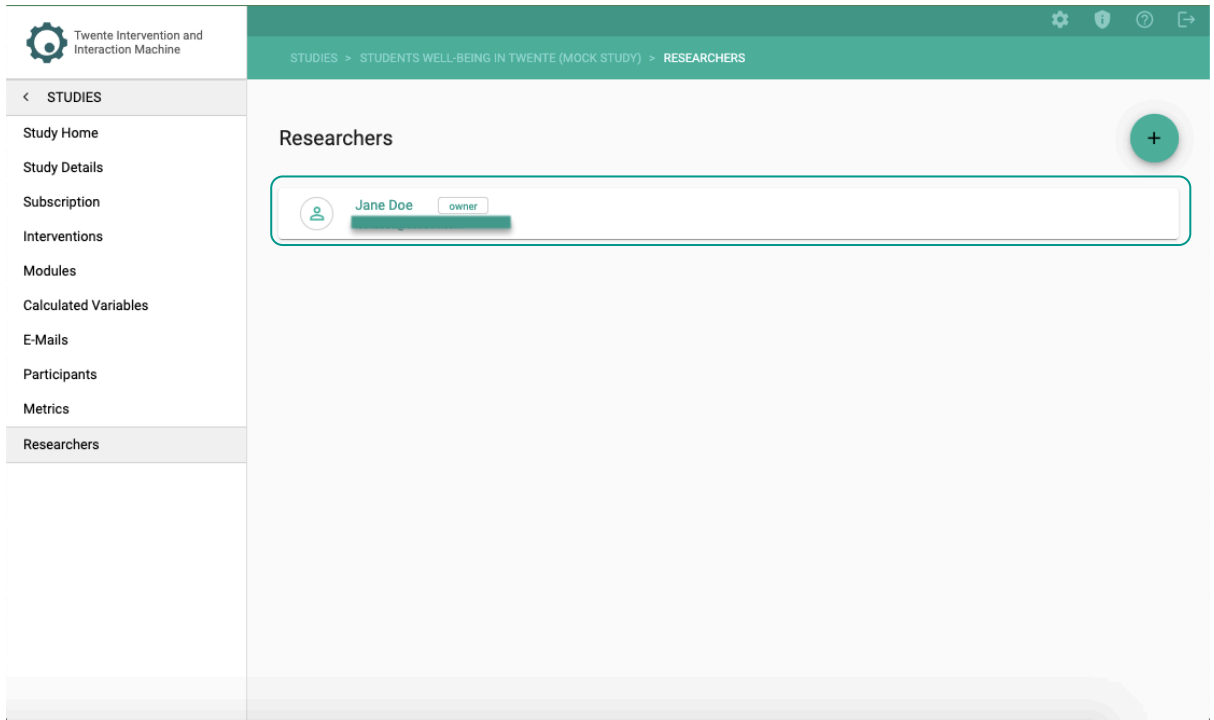 Twente Intervention and
Interaction Machine
STUDIES > STUDENTS WELL-BEING IN TWENTE (MOCK STUDY) > RESEARCHERS
< STUDIES
Study Home
Study Details
Subscription
Interventions
Modules
Calculated Variables
E-Mails
Participants
Metrics
Researchers
Researchers
+
Jane Doe owner